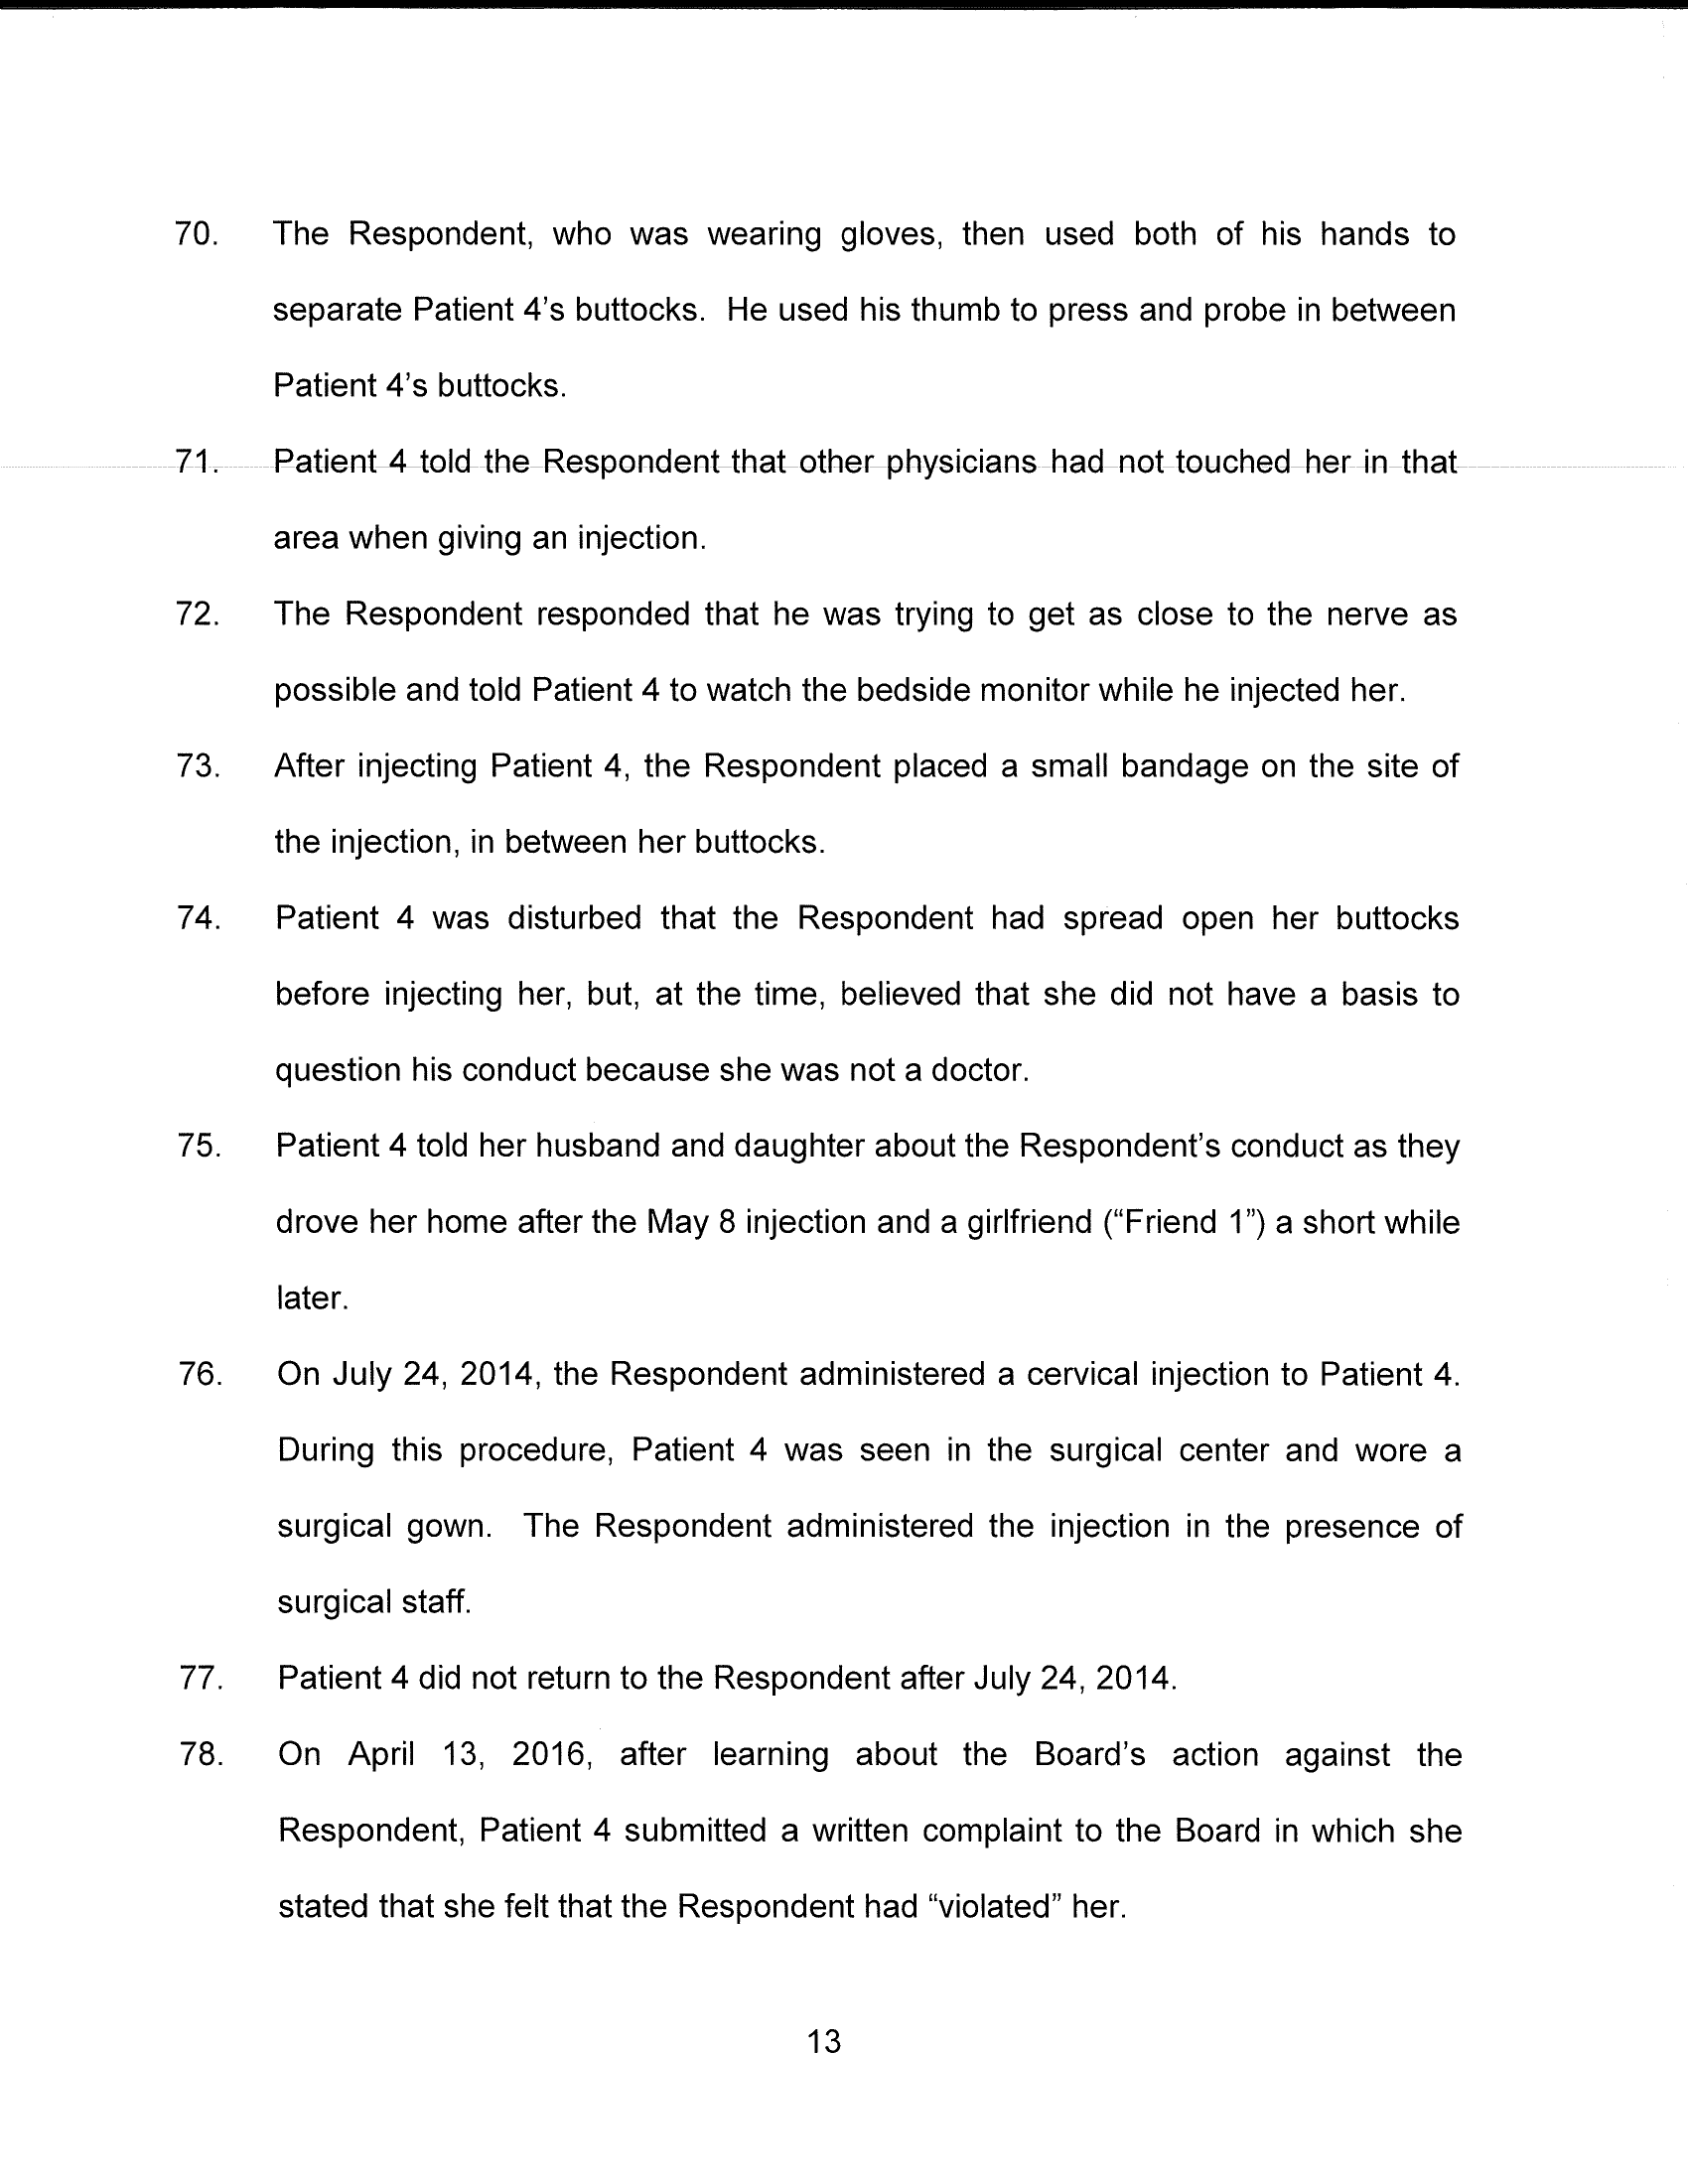 70. The Respondent, who was wearing gloves, then used both of his hands to
separate Patient 4's buttocks. He used his thumb to press and probe in between
Patient 4's buttocks.
71. Patient 4 told the Respondent that other physicians had not touched her in that
area when giving an injection.
72. The Respondent responded that he was trying to get as close to the nerve as
possible and told Patient 4 to watch the bedside monitor while he injected her.
73. After injecting Patient 4, the Respondent placed a small bandage on the site of
the injection, in between her buttocks.
74. Patient 4 was disturbed that the Respondent had spread open her buttocks
before injecting her, but, at the time, believed that she did not have a basis to
question his conduct because she was not a doctor.
75. Patient 4 told her husband and daughter about the Respondent's conduct as they
drove her home after the May 8 injection and a girlfriend (“Friend 1”) a short while
later.
76. On July 24, 2014, the Respondent administered a cervical injection to Patient 4.
During this procedure, Patient 4 was seen in the surgical center and wore a
surgical gown. The Respondent administered the injection in the presence of
surgical staff.
77. Patient 4 did not return to the Respondent after July 24, 2014.
78. On April 13, 2016, after learning about the Board's action against the
Respondent, Patient 4 submitted a written complaint to the Board in which she
stated that she felt that the Respondent had “violated” her.
13